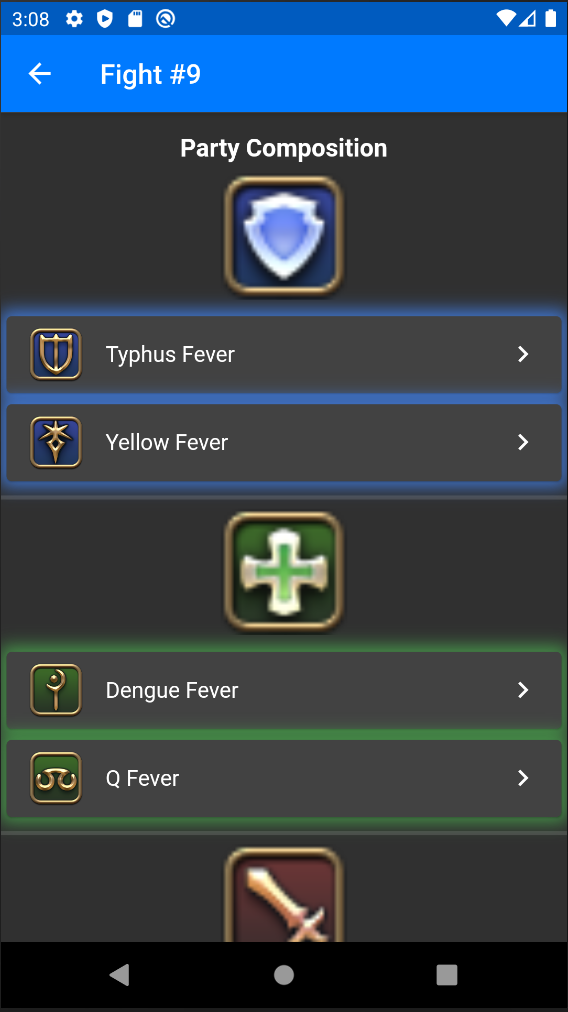 3:08
Fight #9
Party Composition
Typhus Fever
Yellow Fever
Dengue Fever
Q Fever